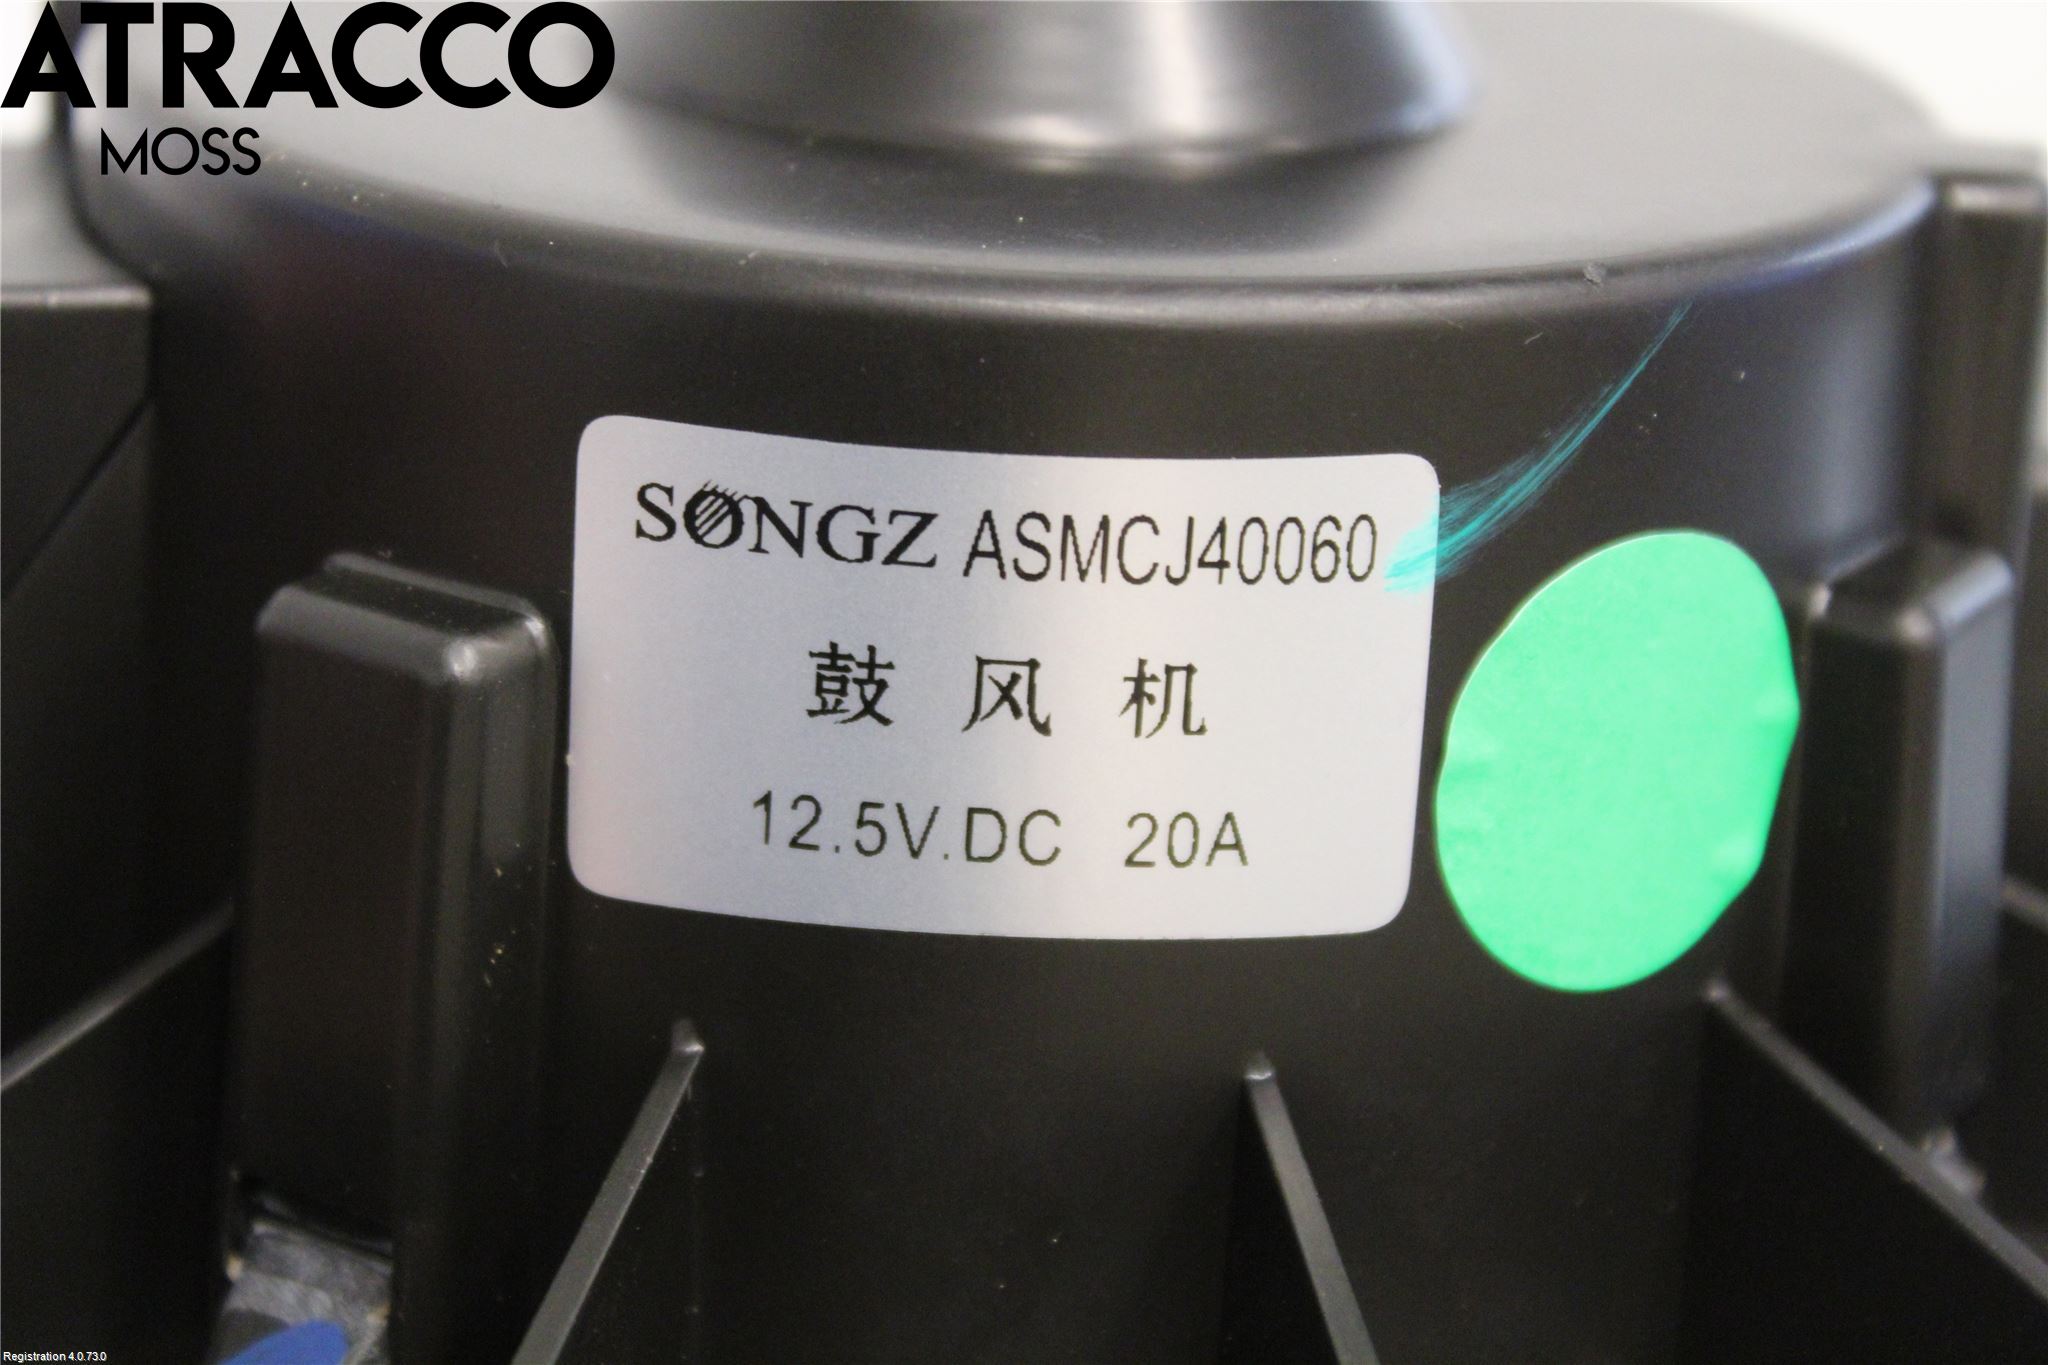 ATRACCO
MOSS
SONGZ ASMCJ40060
鼓风机
12.5V.DC 20A
Registration 4.0.73.0